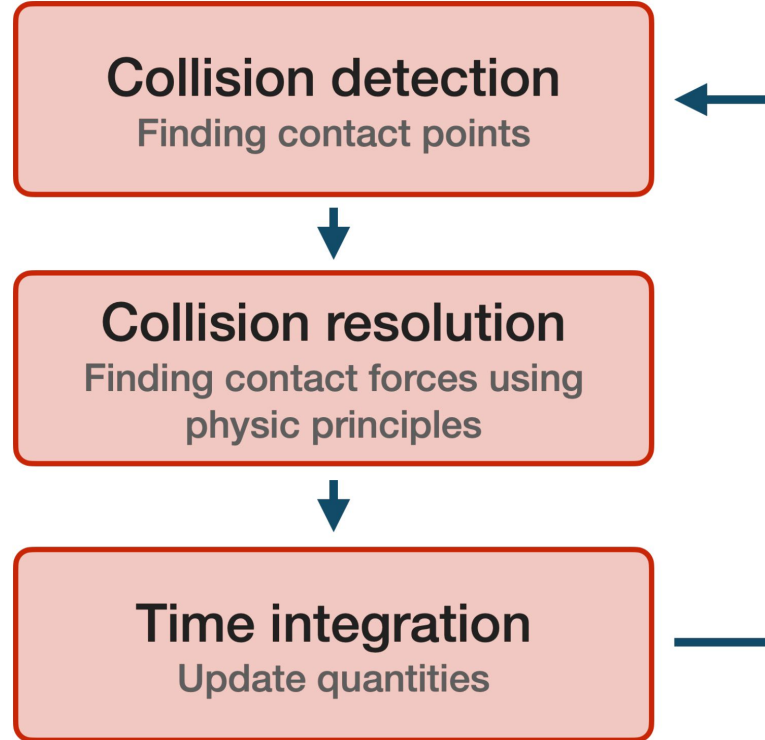 Collision detection
Finding contact points
Collision resolution
Finding contact forces using
physic principles
Time integration
Update quantities